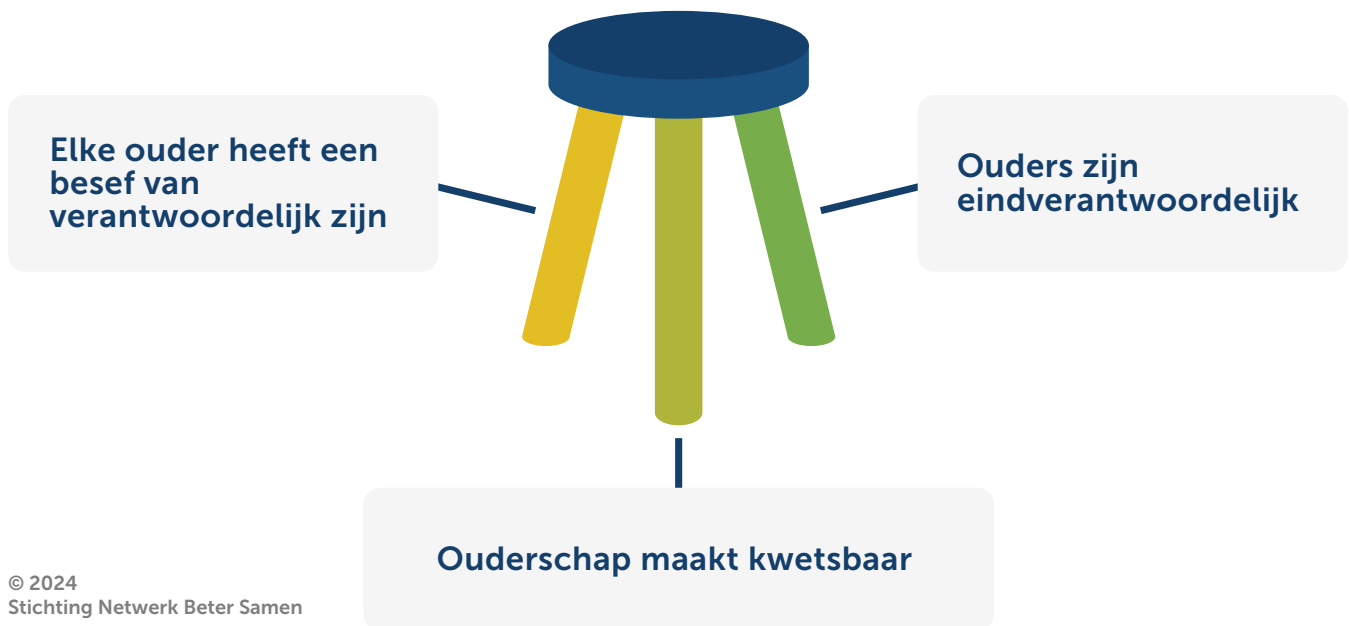 Elke ouder heeft een
besef van
verantwoordelijk zijn
Ouders zijn
eindverantwoordelijk
Ouderschap maakt kwetsbaar
© 2024
Stichting Netwerk Beter Samen